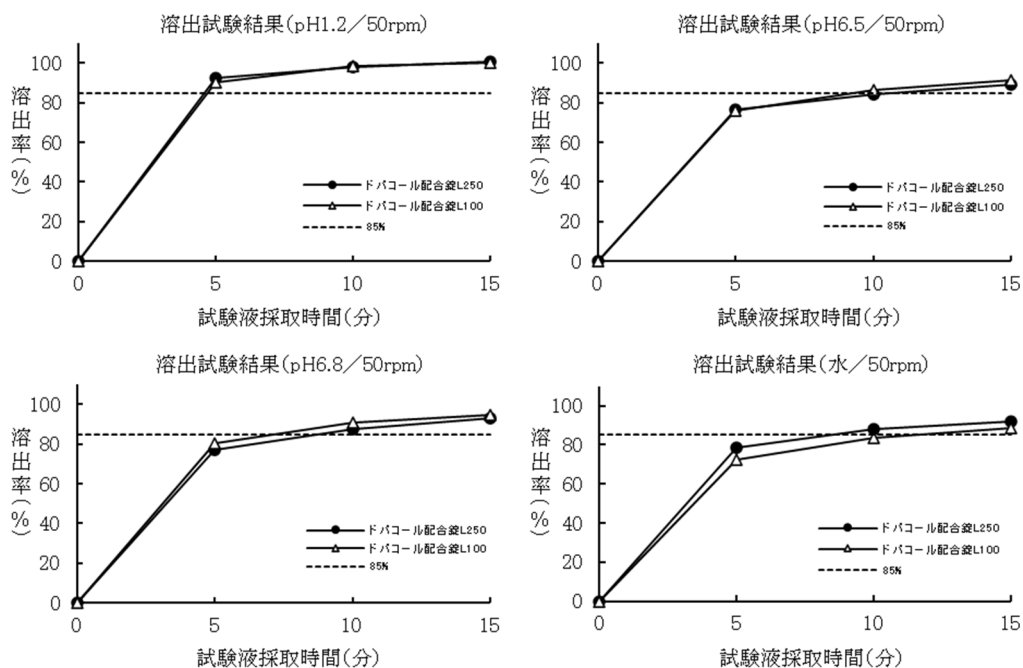 溶出試験結果(pH1.2／50rpm)
溶出率(%)
100
80
60
40
20
0
ドパコール配合錠L250
ドパコール配合錠L100
85%
0 5 10 15
試験液採取時間(分)
溶出試験結果(pH6.5／50rpm)
溶出率(%)
100
80
60
40
20
0
ドパコール配合錠L250
ドパコール配合錠L100
85%
0 5 10 15
試験液採取時間(分)
溶出試験結果(pH6.8／50rpm)
溶出率(%)
100
80
60
40
20
0
ドパコール配合錠L250
ドパコール配合錠L100
85%
0 5 10 15
試験液採取時間(分)
溶出試験結果(水／50rpm)
溶出率(%)
100
80
60
40
20
0
ドパコール配合錠L250
ドパコール配合錠L100
85%
0 5 10 15
試験液採取時間(分)